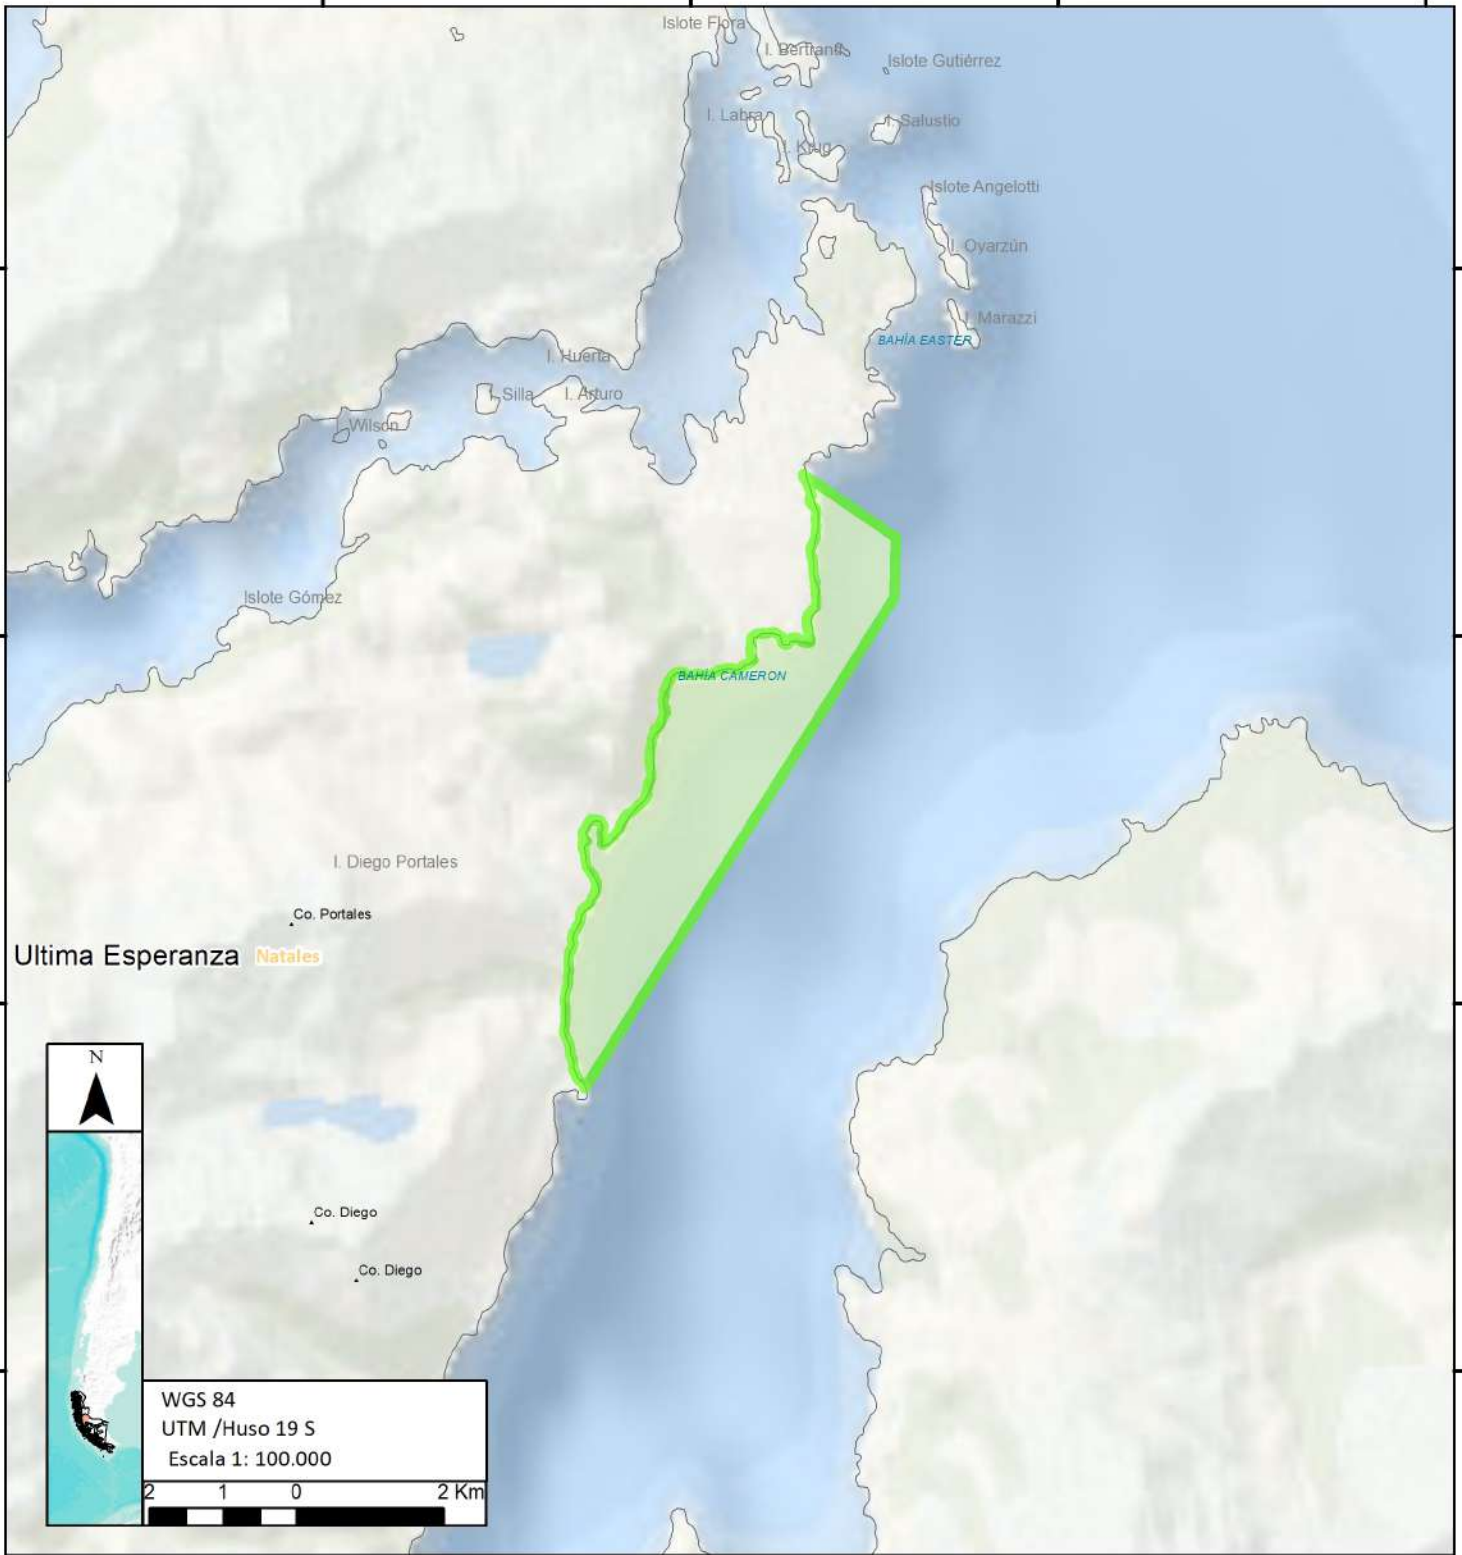 Islote Flora
I. Bertrand
Islote Gutiérrez
I. Labra
I. Salustio
I. Krug
Islote Angelotti
I. Oyarzún
I. Marazzi
BAHÍA EASTER
I. Huerta
I. Silla
I. Arturo
I. Wilson
Islote Gómez
BAHÍA CAMERON
I. Diego Portales
Co. Portales
Ultima Esperanza Natales
N
Co. Diego
Co. Diego
WGS 84
UTM /Huso 19 S
Escala 1: 100.000
2 1 0 2 Km